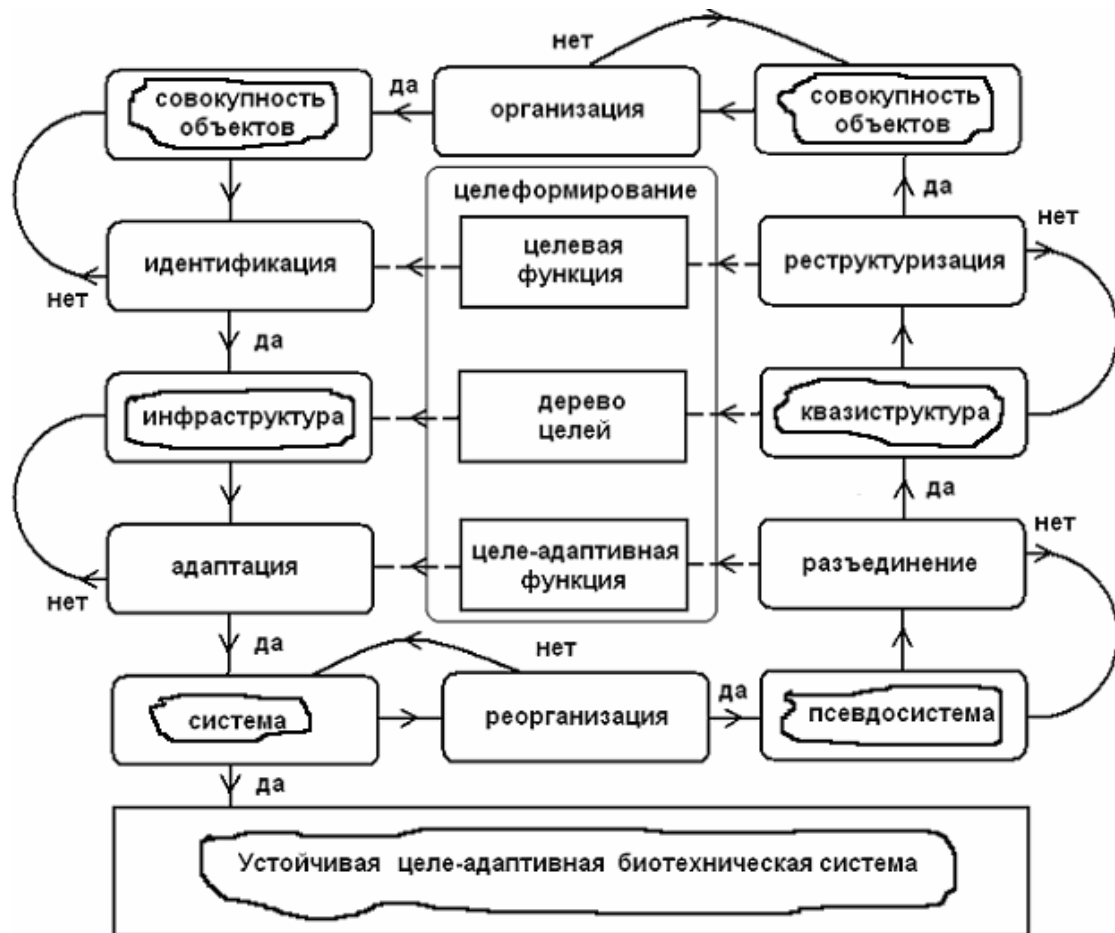 нет
да
совокупность
объектов
организация
совокупность
объектов
целеформирование
да
нет
идентификация
целевая
функция
реструктуризация
нет
да
инфраструктура
дерево
целей
квазиструктура
да
нет
адаптация
целе-адаптивная
функция
разъединение
нет
да
нет
да
система
реорганизация
псевдосистема
да
Устойчивая целе-адаптивная биотехническая система